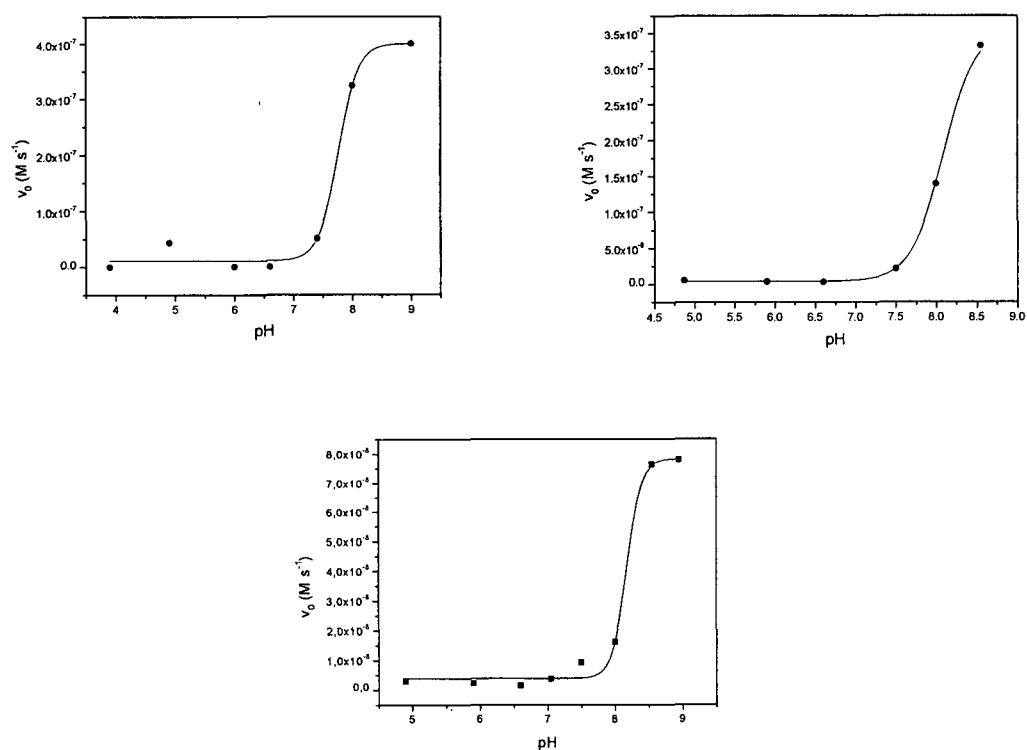 4.0x10⁻⁷
3.0x10⁻⁷
2.0x10⁻⁷
1.0x10⁻⁷
0.0
v₀ (M s⁻¹)
4 5 6 7 8 9
pH
3.5x10⁻⁷
3.0x10⁻⁷
2.5x10⁻⁷
2.0x10⁻⁷
1.5x10⁻⁷
1.0x10⁻⁷
5.0x10⁻⁸
0.0
v₀ (M s⁻¹)
4.5 5.0 5.5 6.0 6.5 7.0 7.5 8.0 8.5 9.0
pH
8,0x10⁻⁸
7,0x10⁻⁸
6,0x10⁻⁸
5,0x10⁻⁸
4,0x10⁻⁸
3,0x10⁻⁸
2,0x10⁻⁸
1,0x10⁻⁸
0,0
v₀ (M s⁻¹)
5 6 7 8 9
pH